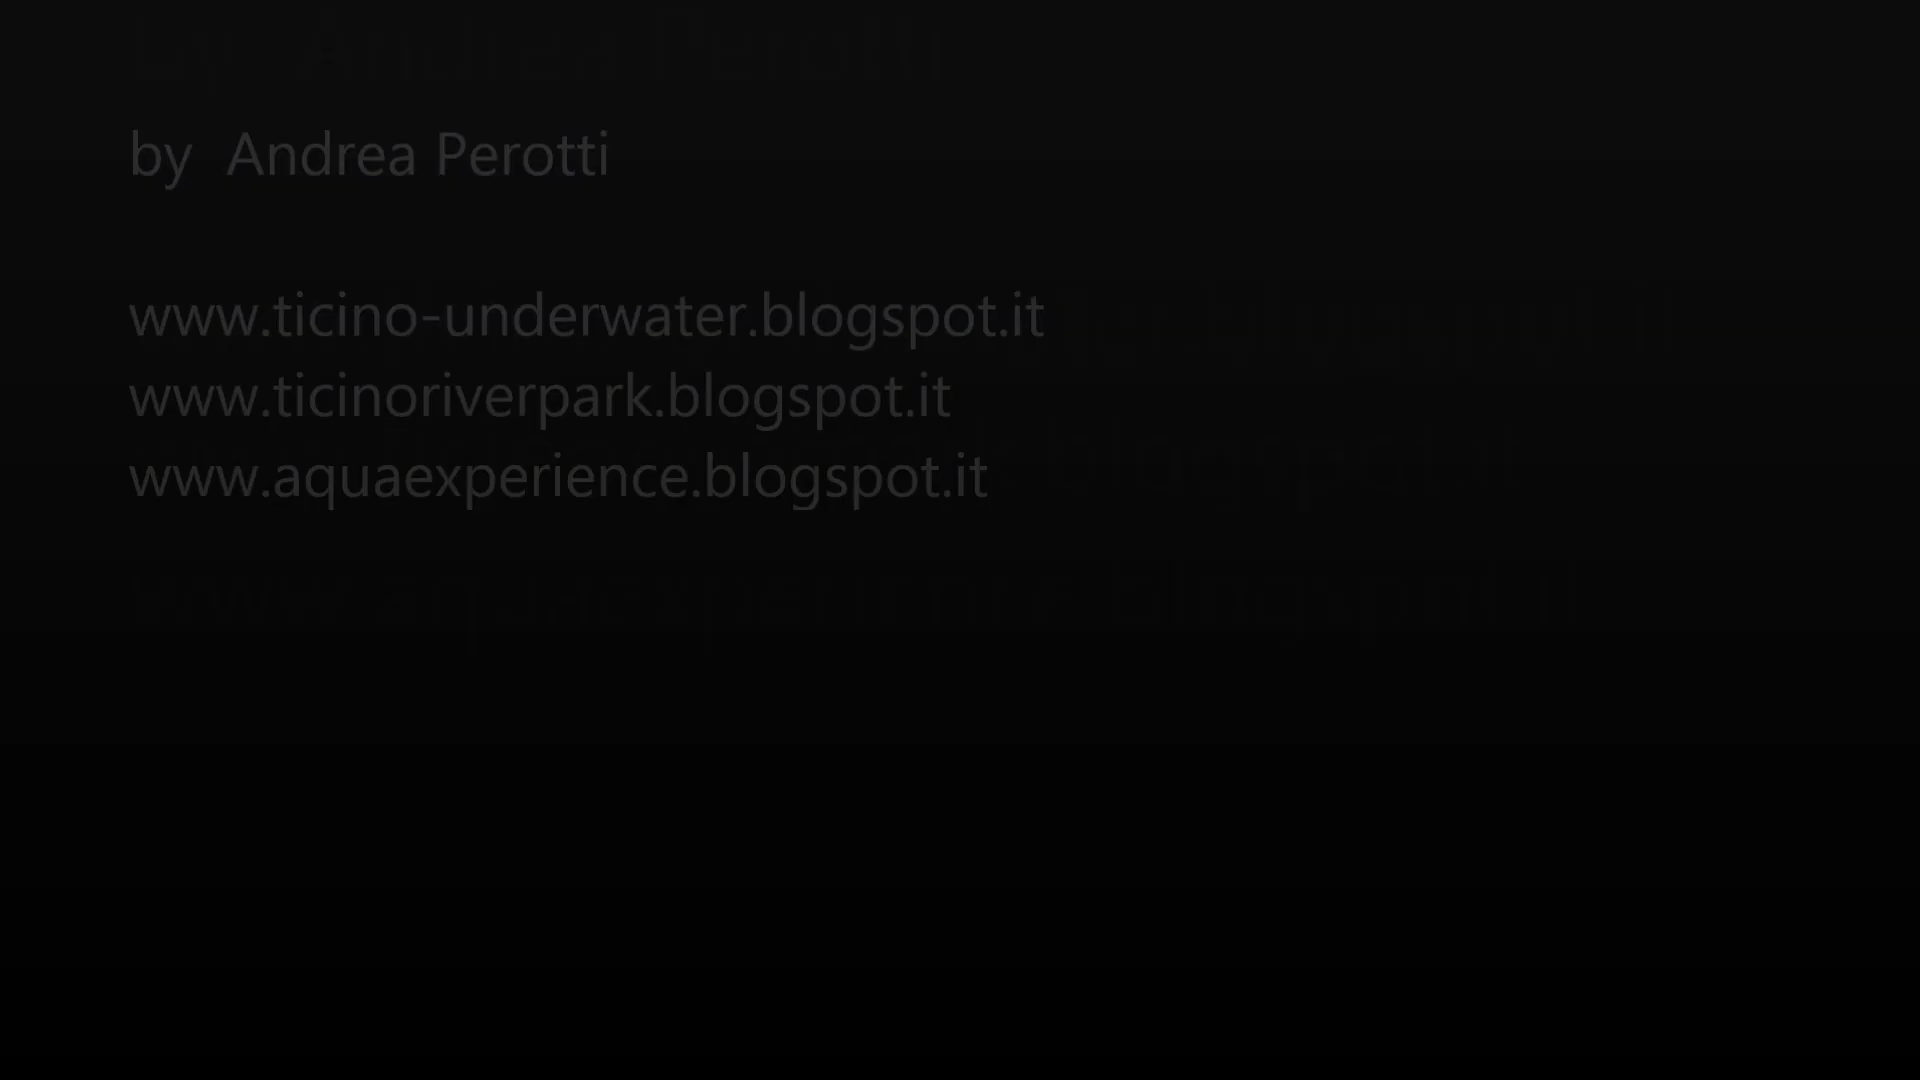 by Andrea Perotti
www.ticino-underwater.blogspot.it
www.ticinoriverpark.blogspot.it
www.aquaexperience.blogspot.it